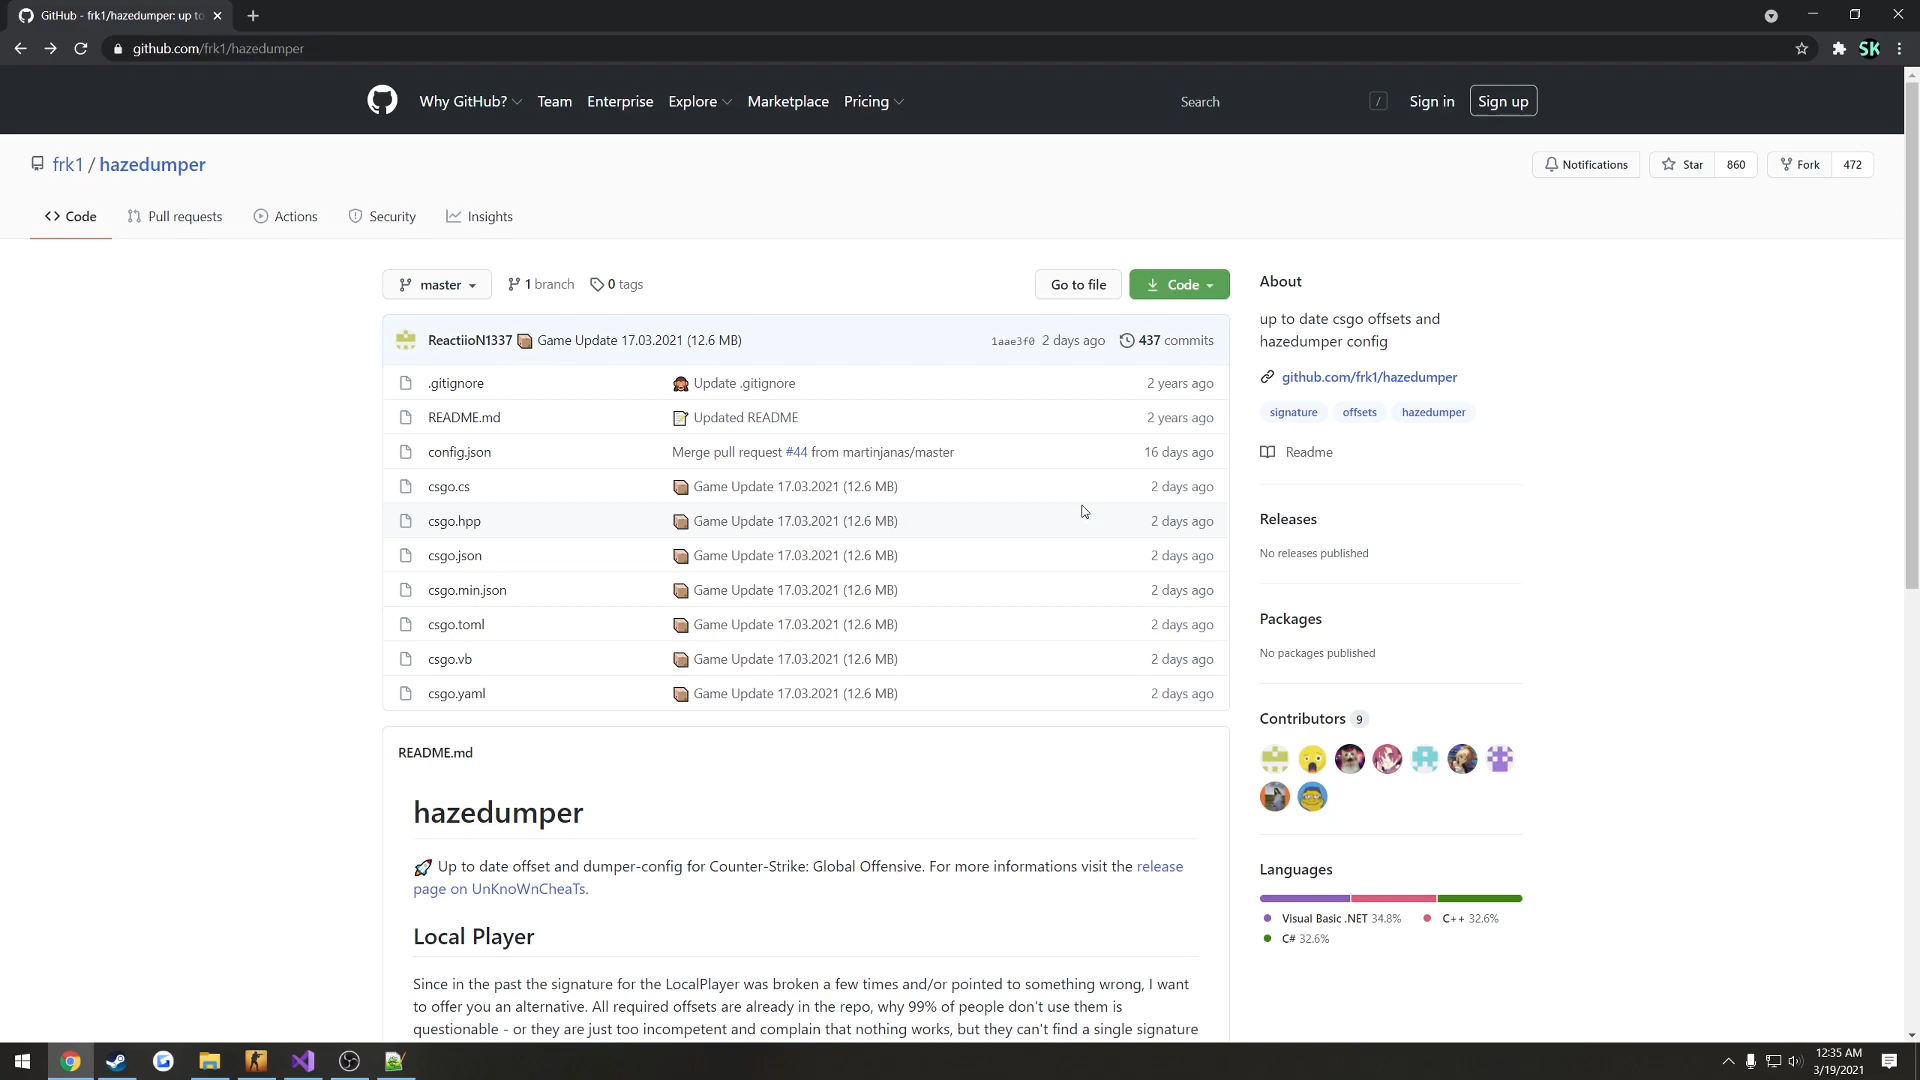 GitHub - frk1/hazedumper: up to
github.com/frk1/hazedumper
SK
Why GitHub?
Team
Enterprise
Explore
Marketplace
Pricing
Search
/
Sign in
Sign up
frk1 / hazedumper
Notifications
Star
860
Fork
472
Code
Pull requests
Actions
Security
Insights
master
1 branch
0 tags
Go to file
Code
ReactiioN1337
Game Update 17.03.2021 (12.6 MB)
1aae3f0 2 days ago
437 commits
.gitignore
Update .gitignore
2 years ago
README.md
Updated README
2 years ago
config.json
Merge pull request #44 from martinjanas/master
16 days ago
csgo.cs
Game Update 17.03.2021 (12.6 MB)
2 days ago
csgo.hpp
Game Update 17.03.2021 (12.6 MB)
2 days ago
csgo.json
Game Update 17.03.2021 (12.6 MB)
2 days ago
csgo.min.json
Game Update 17.03.2021 (12.6 MB)
2 days ago
csgo.toml
Game Update 17.03.2021 (12.6 MB)
2 days ago
csgo.vb
Game Update 17.03.2021 (12.6 MB)
2 days ago
csgo.yaml
Game Update 17.03.2021 (12.6 MB)
2 days ago
README.md
hazedumper
Up to date offset and dumper-config for Counter-Strike: Global Offensive. For more informations visit the release
page on UnKnoWnCheaTs.
Local Player
Since in the past the signature for the LocalPlayer was broken a few times and/or pointed to something wrong, I want
to offer you an alternative. All required offsets are already in the repo, why 99% of people don't use them is
questionable - or they are just too incompetent and complain that nothing works, but they can't find a single signature
About
up to date csgo offsets and
hazedumper config
github.com/frk1/hazedumper
signature
offsets
hazedumper
Readme
Releases
No releases published
Packages
No packages published
Contributors 9
Languages
Visual Basic .NET 34.8%
C++ 32.6%
C# 32.6%
12:35 AM
3/19/2021